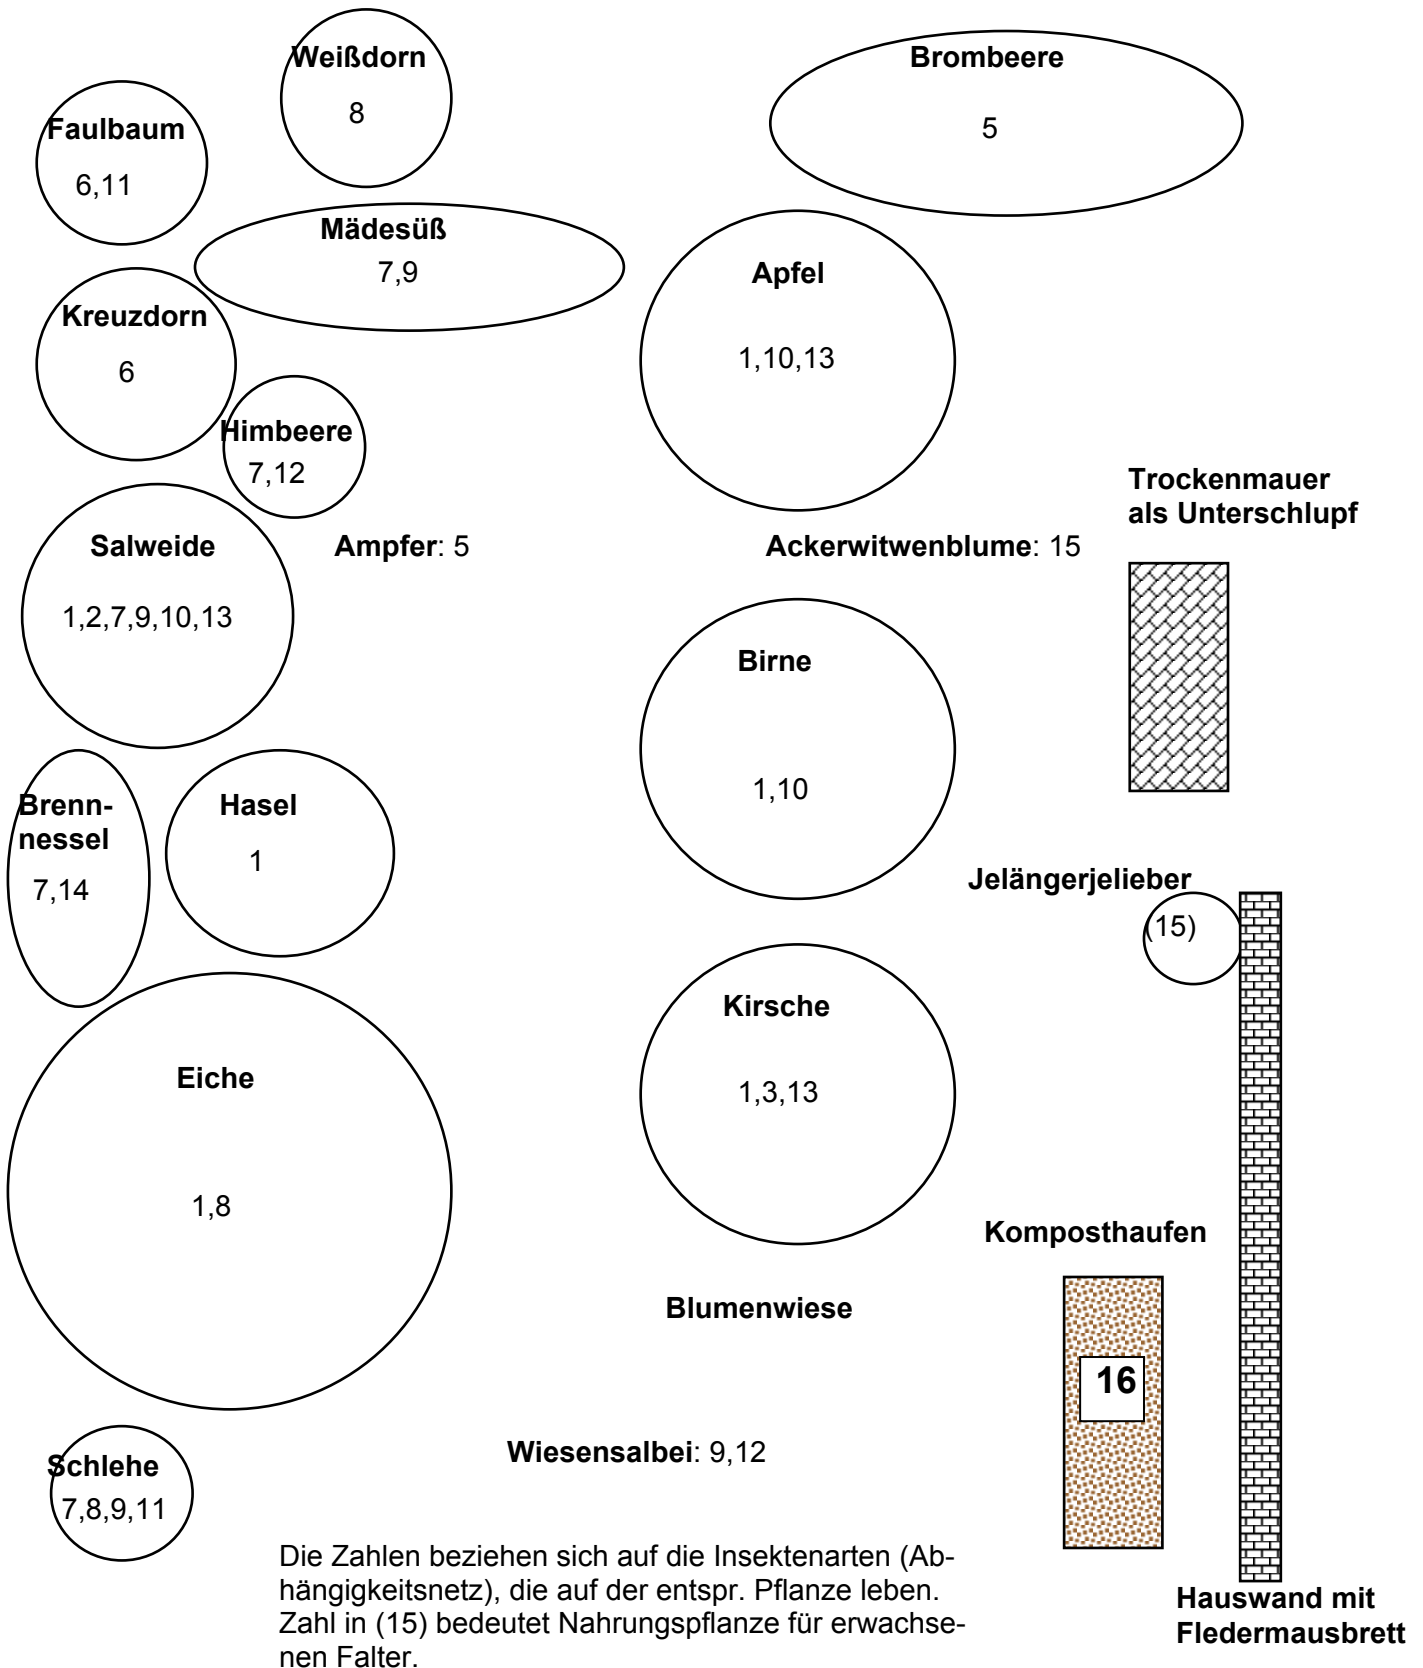 Weißdorn
8
Brombeere
5
Faulbaum
6,11
Mädesüß
7,9
Apfel
1,10,13
Kreuzdorn
6
Himbeere
7,12
Trockenmauer
als Unterschlupf
Salweide
1,2,7,9,10,13
Ampfer: 5
Ackerwitwenblume: 15
Birne
1,10
Brenn-
nessel
7,14
Hasel
1
Jelängerjelieber
(15)
Kirsche
1,3,13
Eiche
1,8
Komposthaufen
16
Blumenwiese
Wiesensalbei: 9,12
Schlehe
7,8,9,11
Die Zahlen beziehen sich auf die Insektenarten (Ab-
hängigkeitsnetz), die auf der entspr. Pflanze leben.
Zahl in (15) bedeutet Nahrungspflanze für erwachse-
nen Falter.
Hauswand mit
Fledermausbrett